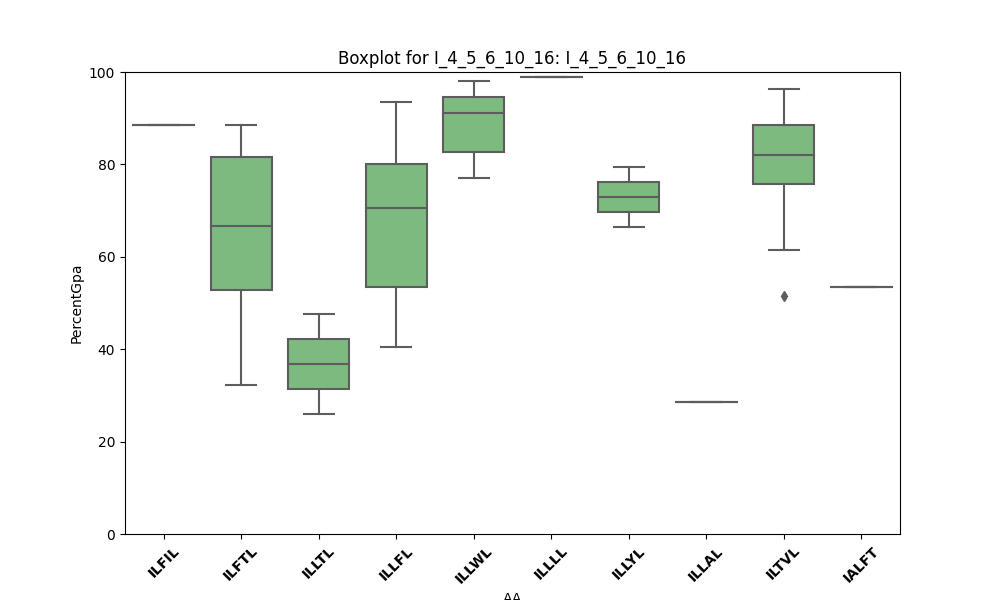 Boxplot for I_4_5_6_10_16: I_4_5_6_10_16
100
80
60
40
20
0
PercentGpa
ILFIL
ILFTL
ILLTL
ILLFL
ILLWL
ILLLL
ILLYL
ILLAL
ILTVL
IALFT
AA